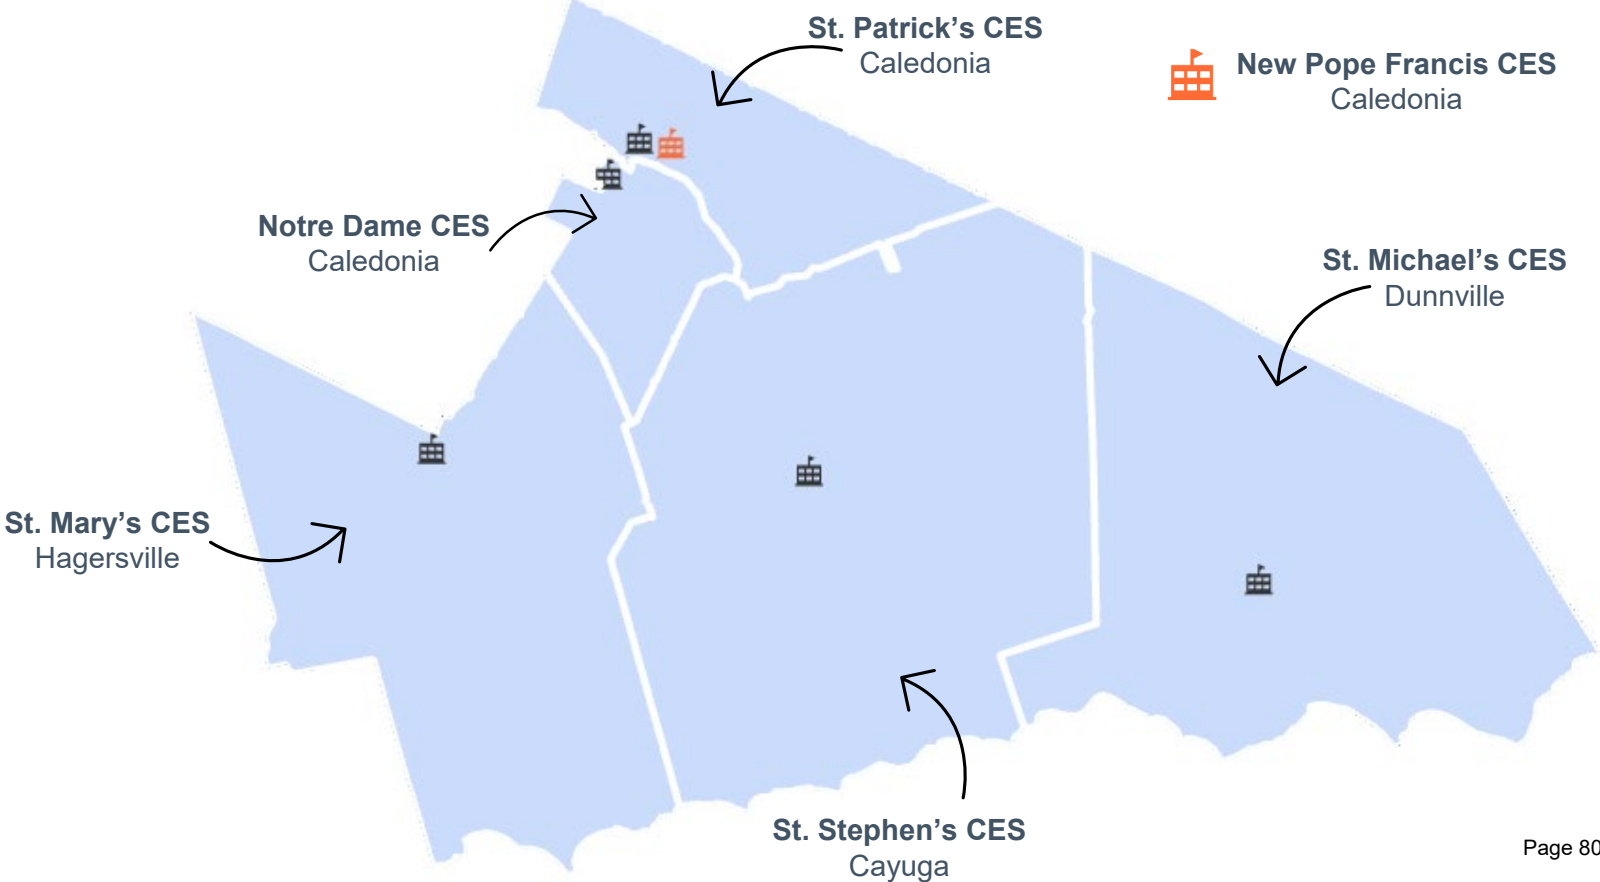 St. Patrick’s CES
Caledonia
New Pope Francis CES
Caledonia
Notre Dame CES
Caledonia
St. Michael’s CES
Dunnville
St. Mary’s CES
Hagersville
St. Stephen’s CES
Cayuga
Page 80